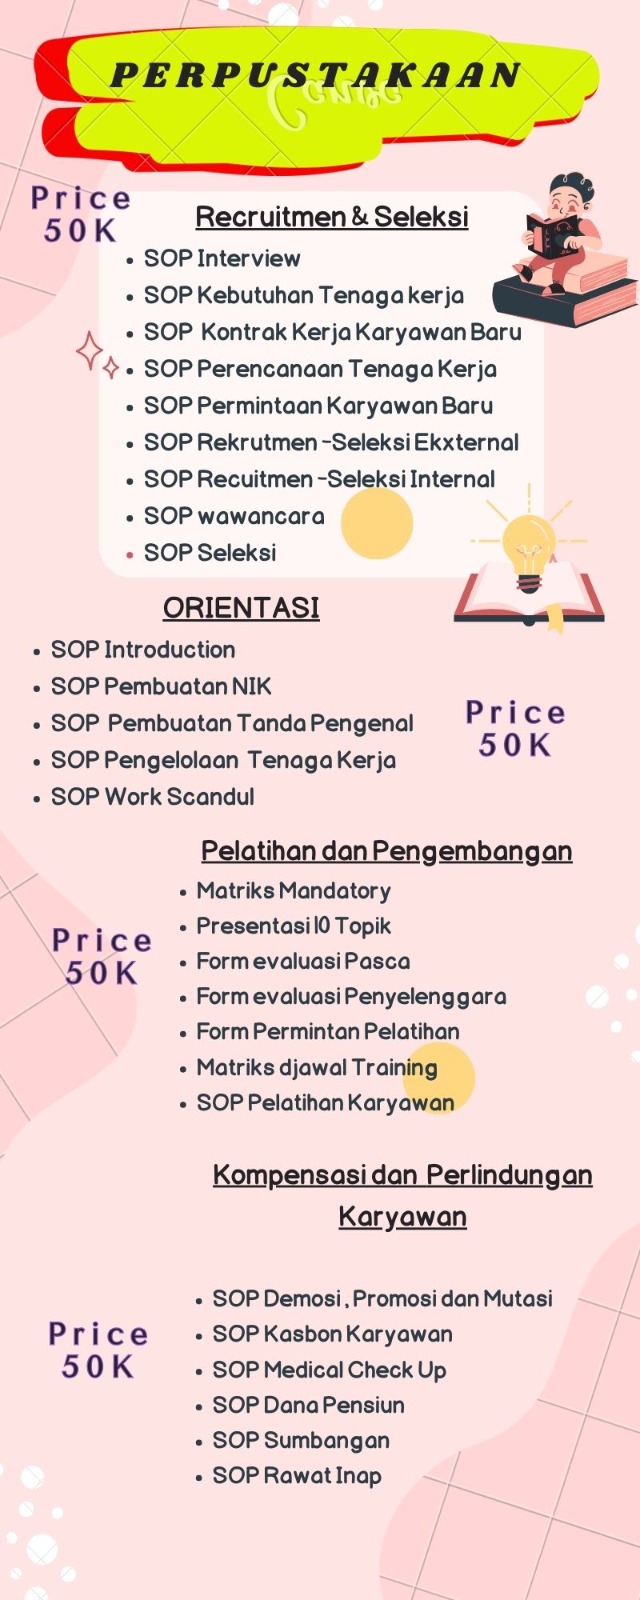 PERPUSTAKAAN
Canva
Price
50K
Recruitmen & Seleksi
• SOP Interview
• SOP Kebutuhan Tenaga kerja
• SOP Kontrak Kerja Karyawan Baru
• SOP Perencanaan Tenaga Kerja
• SOP Permintaan Karyawan Baru
• SOP Rekrutmen -Seleksi Ekxternal
• SOP Recuitmen -Seleksi Internal
• SOP wawancara
• SOP Seleksi
ORIENTASI
• SOP Introduction
• SOP Pembuatan NIK
• SOP Pembuatan Tanda Pengenal
• SOP Pengelolaan Tenaga Kerja
• SOP Work Scandul
Price
50K
Pelatihan dan Pengembangan
• Matriks Mandatory
• Presentasi 10 Topik
• Form evaluasi Pasca
• Form evaluasi Penyelenggara
• Form Permintan Pelatihan
• Matriks djawal Training
• SOP Pelatihan Karyawan
Price
50K
Kompensasi dan Perlindungan
Karyawan
• SOP Demosi , Promosi dan Mutasi
• SOP Kasbon Karyawan
• SOP Medical Check Up
• SOP Dana Pensiun
• SOP Sumbangan
• SOP Rawat Inap
Price
50K